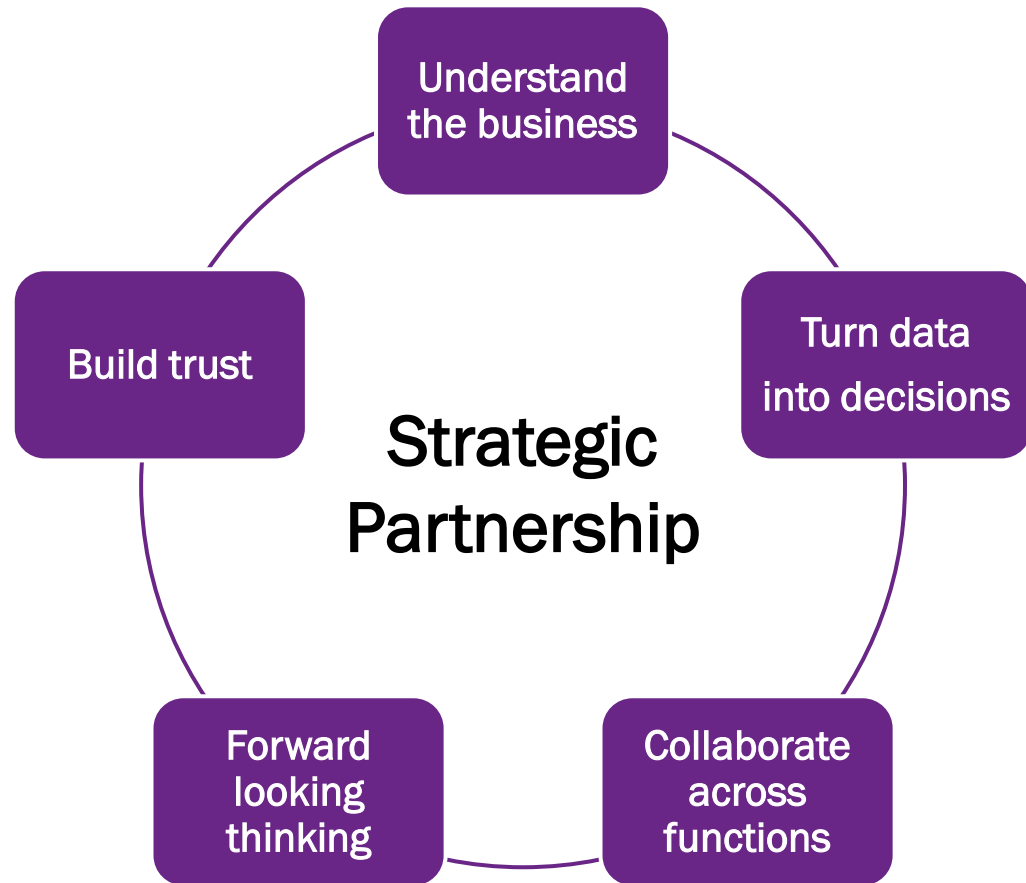 Understand
the business
Turn data
into decisions
Collaborate
across
functions
Forward
looking
thinking
Build trust
Strategic
Partnership